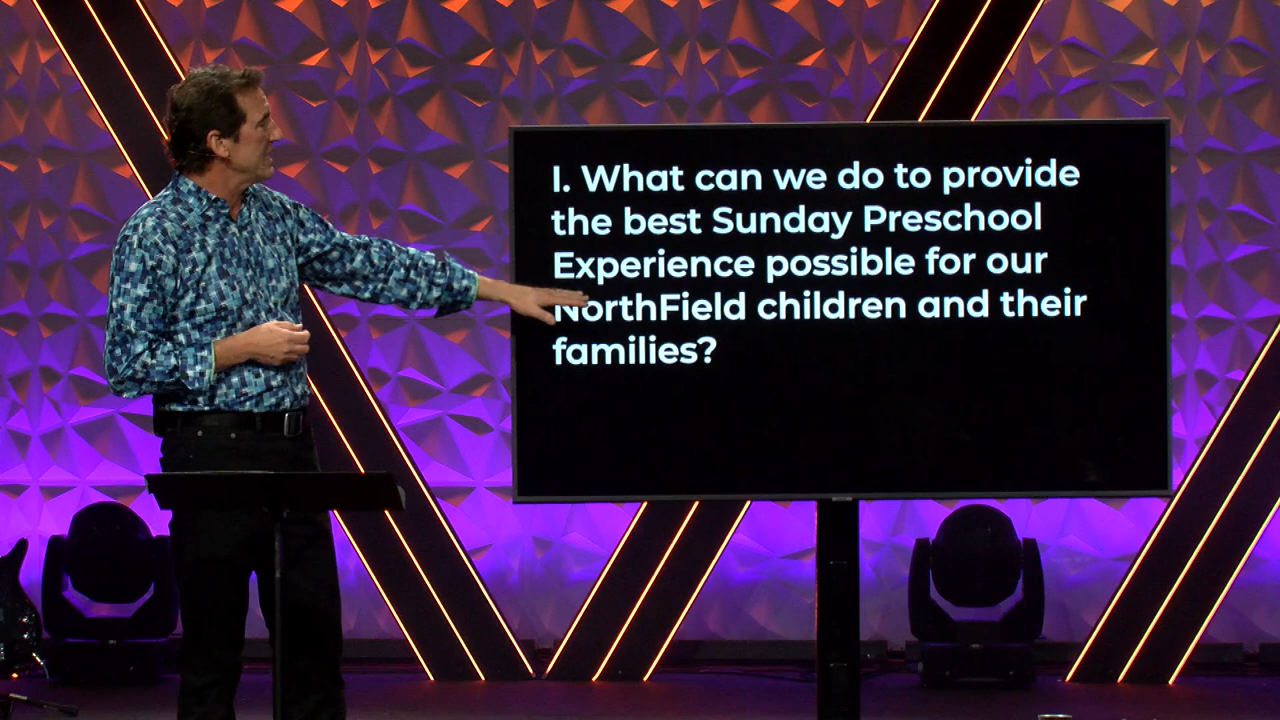 I. What can we do to provide
the best Sunday Preschool
Experience possible for our
NorthField children and their
families?